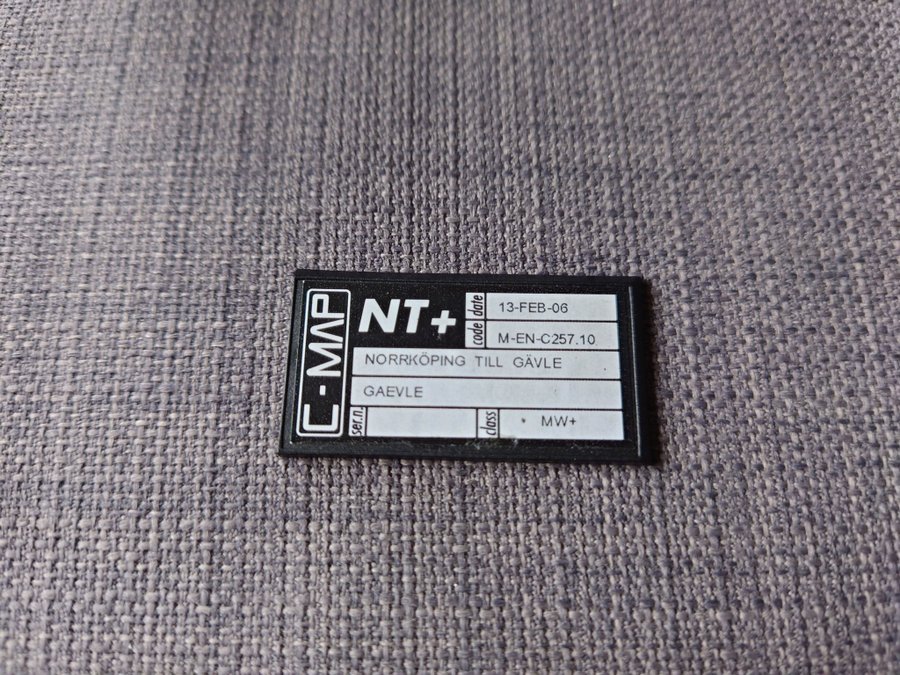 C-MAP
NT+
date 13-FEB-06
code M-EN-C257.10
NORRKÖPING TILL GÄVLE
GAEVLE
ser.n.
class * MW+